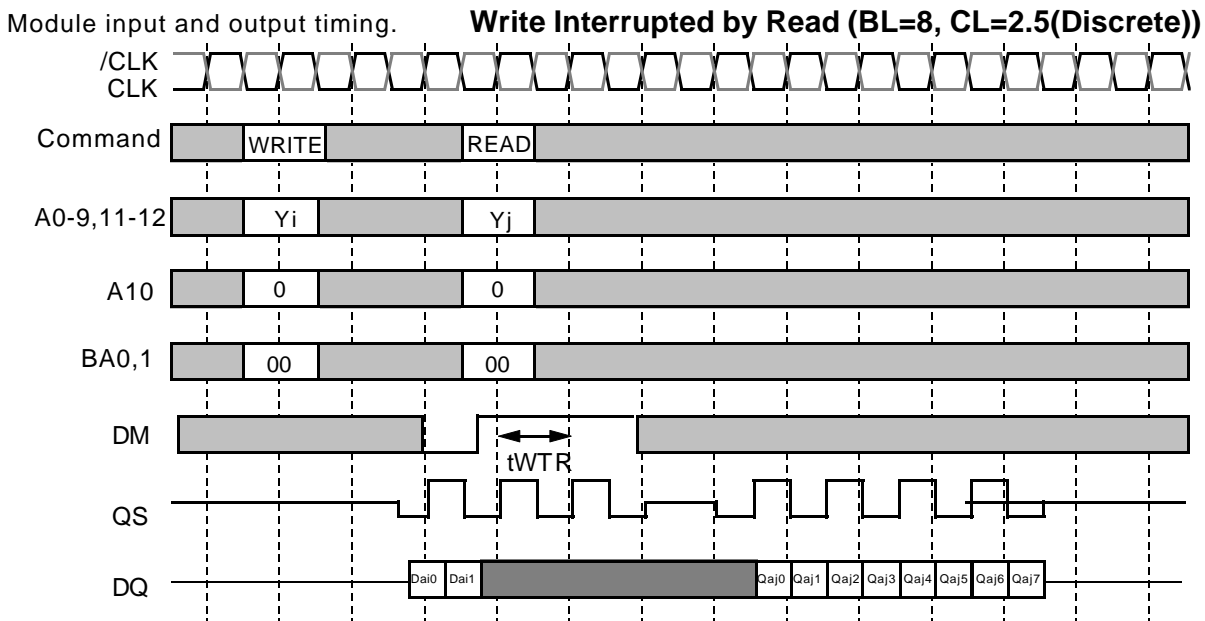 Module input and output timing. Write Interrupted by Read (BL=8, CL=2.5(Discrete))
/CLK
CLK
Command WRITE READ
A0-9,11-12 Yi Yj
A10 0 0
BA0,1 00 00
DM
tWTR
QS
DQ Dai0 Dai1 Qaj0 Qaj1 Qaj2 Qaj3 Qaj4 Qaj5 Qaj6 Qaj7